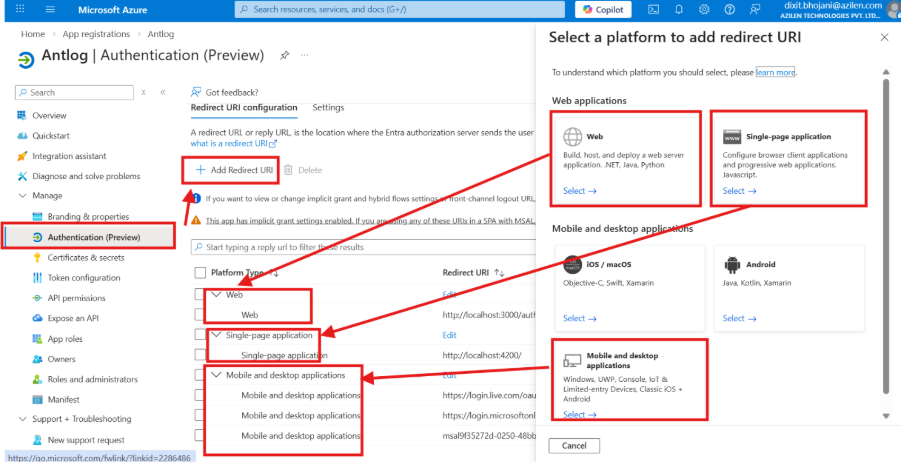 Microsoft Azure
Search resources, services, and docs (G+/)
Copilot
dixit.bhojani@azilen.com
AZILEN TECHNOLOGIES PVT. LTD...
Home > App registrations > Antlog
Antlog | Authentication (Preview)
Search
Overview
Quickstart
Integration assistant
Diagnose and solve problems
Manage
Branding & properties
Authentication (Preview)
Certificates & secrets
Token configuration
API permissions
Expose an API
App roles
Owners
Roles and administrators
Manifest
Support + Troubleshooting
New support request
https://go.microsoft.com/fwlink/?linkid=2286486
Got feedback?
Redirect URI configuration Settings
A redirect URI, or reply URL, is the location where the Entra authorization server sends the user
what is a redirect URI
+ Add Redirect URI Delete
If you want to view or change implicit grant and hybrid flows settings or front-channel logout URL,
This app has implicit grant settings enabled. If you are using any of these URIs in a SPA with MSAL
Start typing a reply url to filter these results
Platform Type Redirect URI
Web Edit
Web http://localhost:3000/auth
Single-page application Edit
Single-page application http://localhost:4200/
Mobile and desktop applications Edit
Mobile and desktop applications https://login.live.com/oau
Mobile and desktop applications https://login.microsoftonl
Mobile and desktop applications msal9f35272d-0250-48bb
Select a platform to add redirect URI
To understand which platform you should select, please learn more.
Web applications
Web
Build, host, and deploy a web server
application. .NET, Java, Python
Select
Single-page application
Configure browser client applications
and progressive web applications.
Javascript.
Select
Mobile and desktop applications
iOS / macOS
Objective-C, Swift, Xamarin
Select
Android
Java, Kotlin, Xamarin
Select
Mobile and desktop
applications
Windows, UWP, Console, IoT &
Limited-entry Devices, Classic iOS +
Android
Select
Cancel